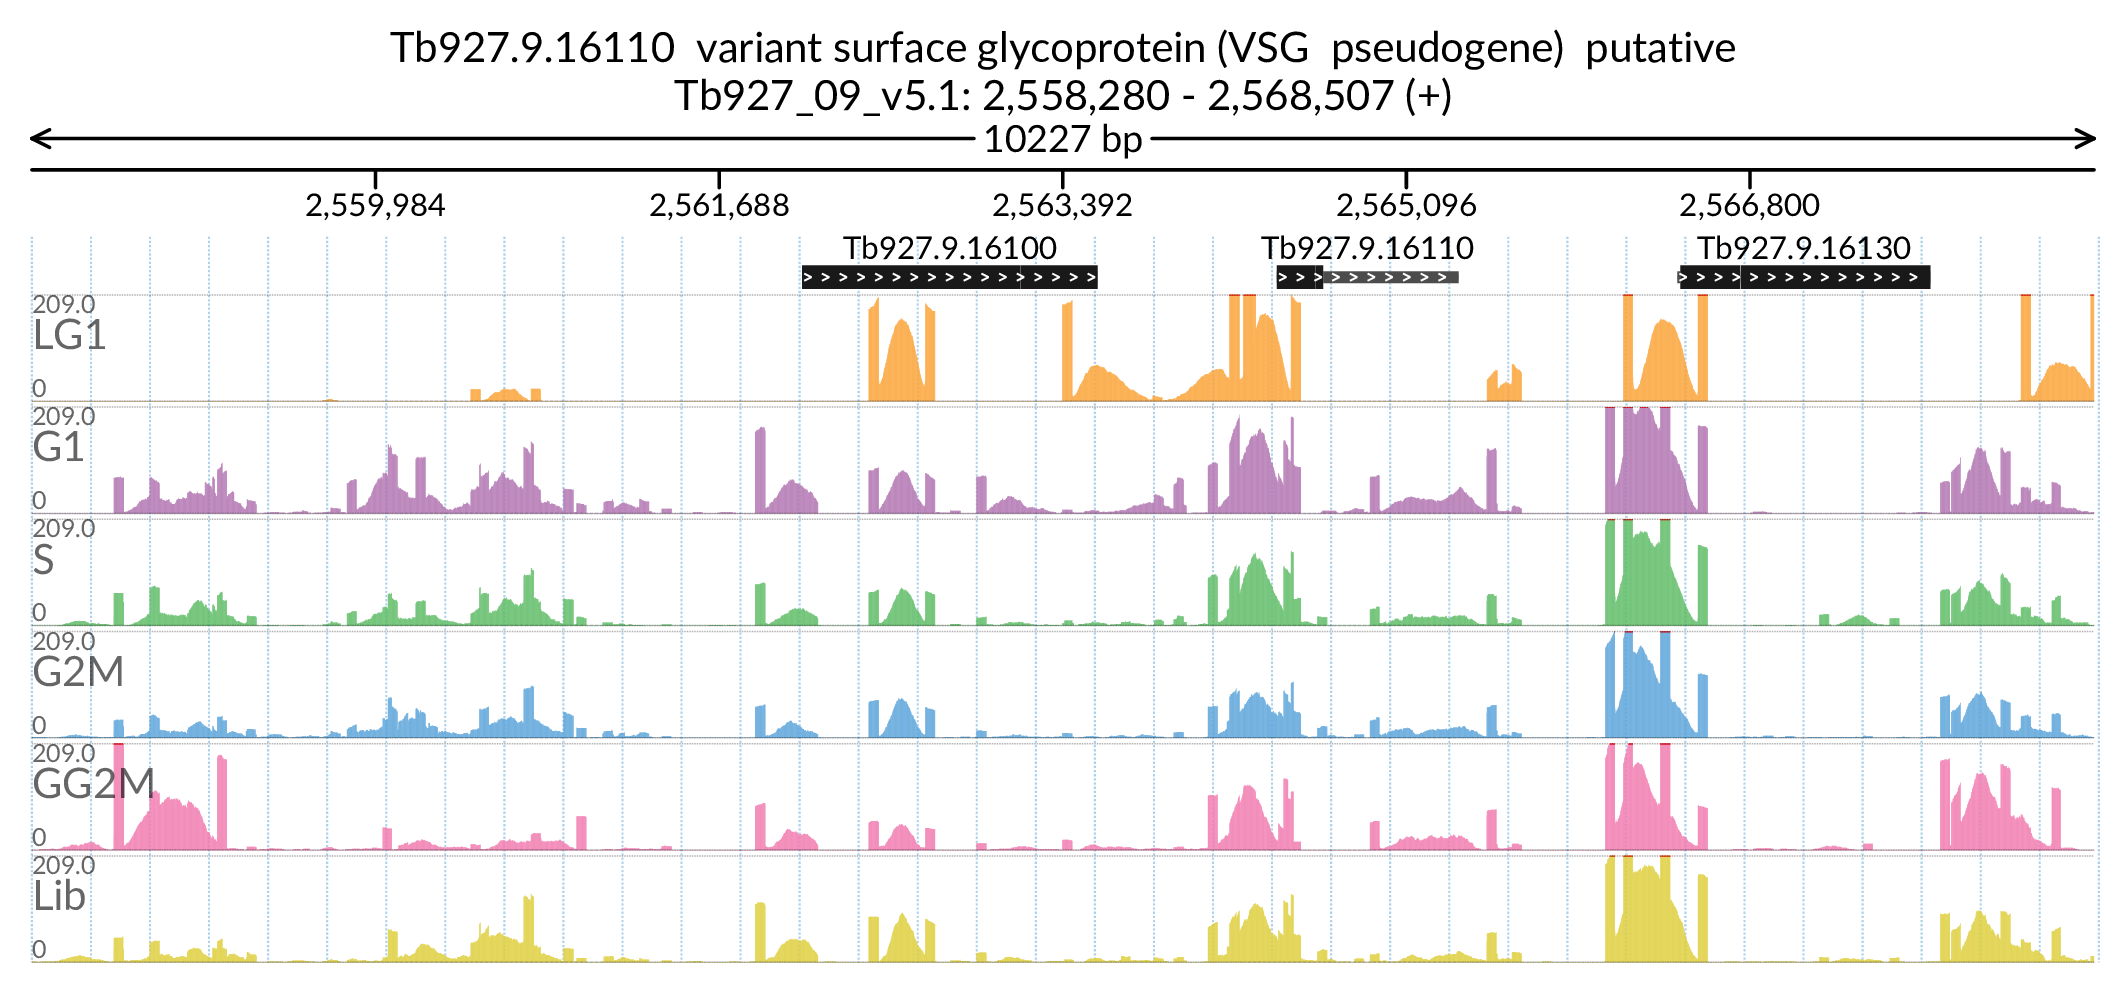 Tb927.9.16110  variant surface glycoprotein (VSG  pseudogene)  putative
Tb927_09_v5.1: 2,558,280 - 2,568,507 (+)
10227 bp
2,559,984 2,561,688 2,563,392 2,565,096 2,566,800
Tb927.9.16100 Tb927.9.16110 Tb927.9.16130
209.0
LG1
0
209.0
G1
0
209.0
S
0
209.0
G2M
0
209.0
GG2M
0
209.0
Lib
0